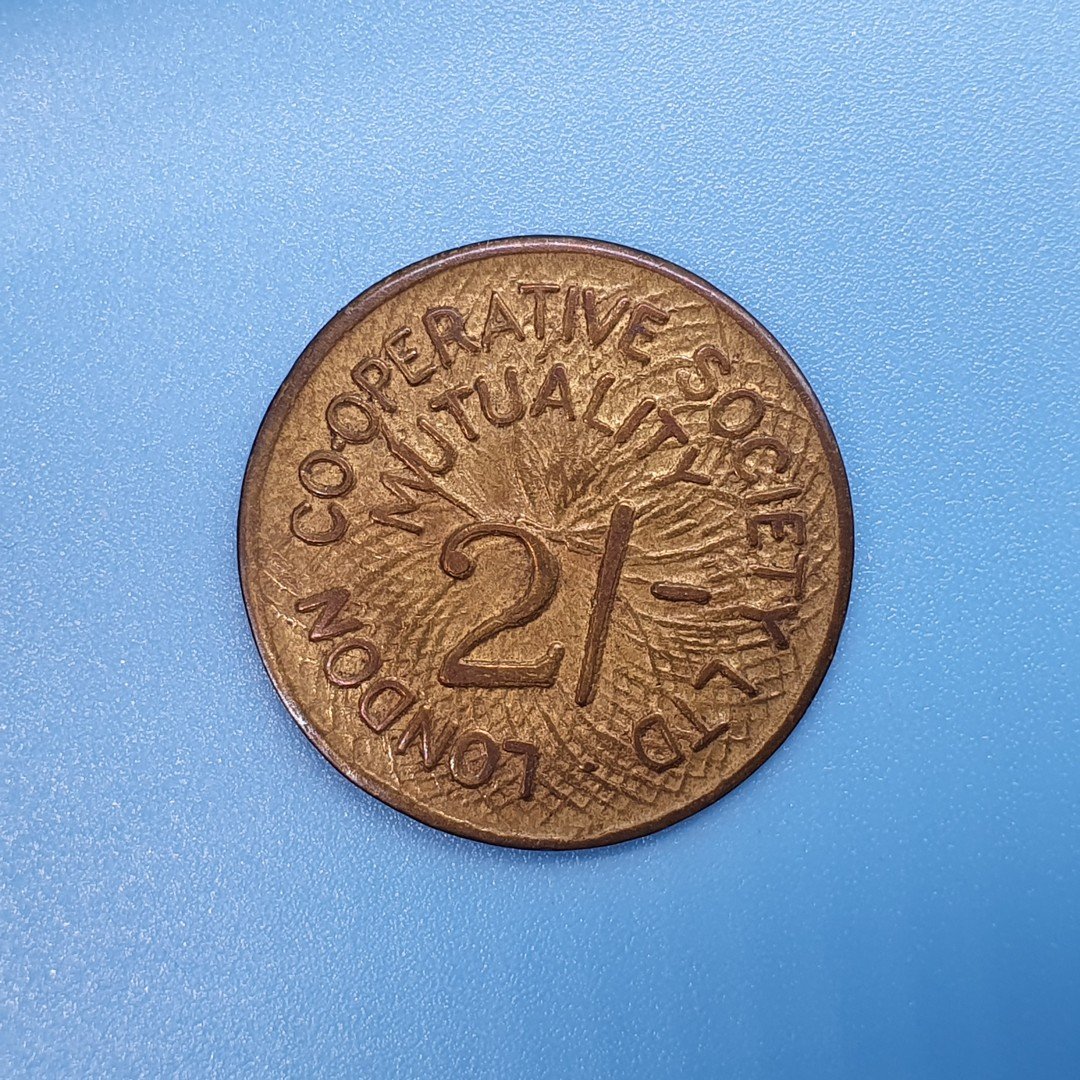 LONDON CO-OPERATIVE SOCIETY LTD
MUTUALITY
2/-